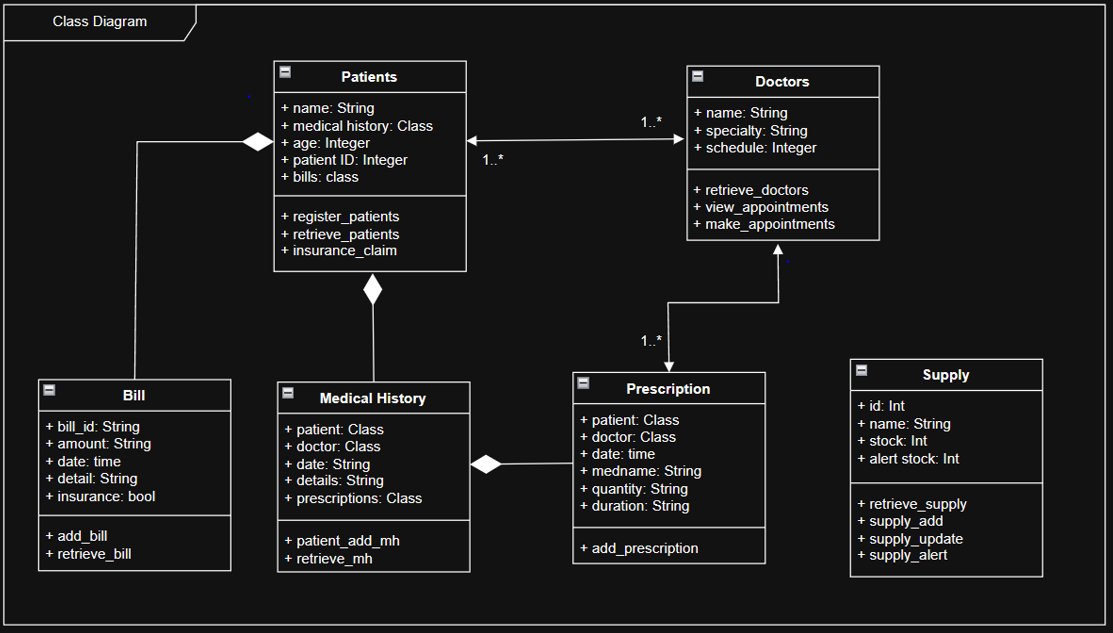 Class Diagram
Patients
+ name: String
+ medical history: Class
+ age: Integer
+ patient ID: Integer
+ bills: class
+ register_patients
+ retrieve_patients
+ insurance_claim
1..*
1..*
Doctors
+ name: String
+ specialty: String
+ schedule: Integer
+ retrieve_doctors
+ view_appointments
+ make_appointments
1..*
Bill
+ bill_id: String
+ amount: String
+ date: time
+ detail: String
+ insurance: bool
+ add_bill
+ retrieve_bill
Medical History
+ patient: Class
+ doctor: Class
+ date: String
+ details: String
+ prescriptions: Class
+ patient_add_mh
+ retrieve_mh
Prescription
+ patient: Class
+ doctor: Class
+ date: time
+ medname: String
+ quantity: String
+ duration: String
+ add_prescription
Supply
+ id: Int
+ name: String
+ stock: Int
+ alert stock: Int
+ retrieve_supply
+ supply_add
+ supply_update
+ supply_alert